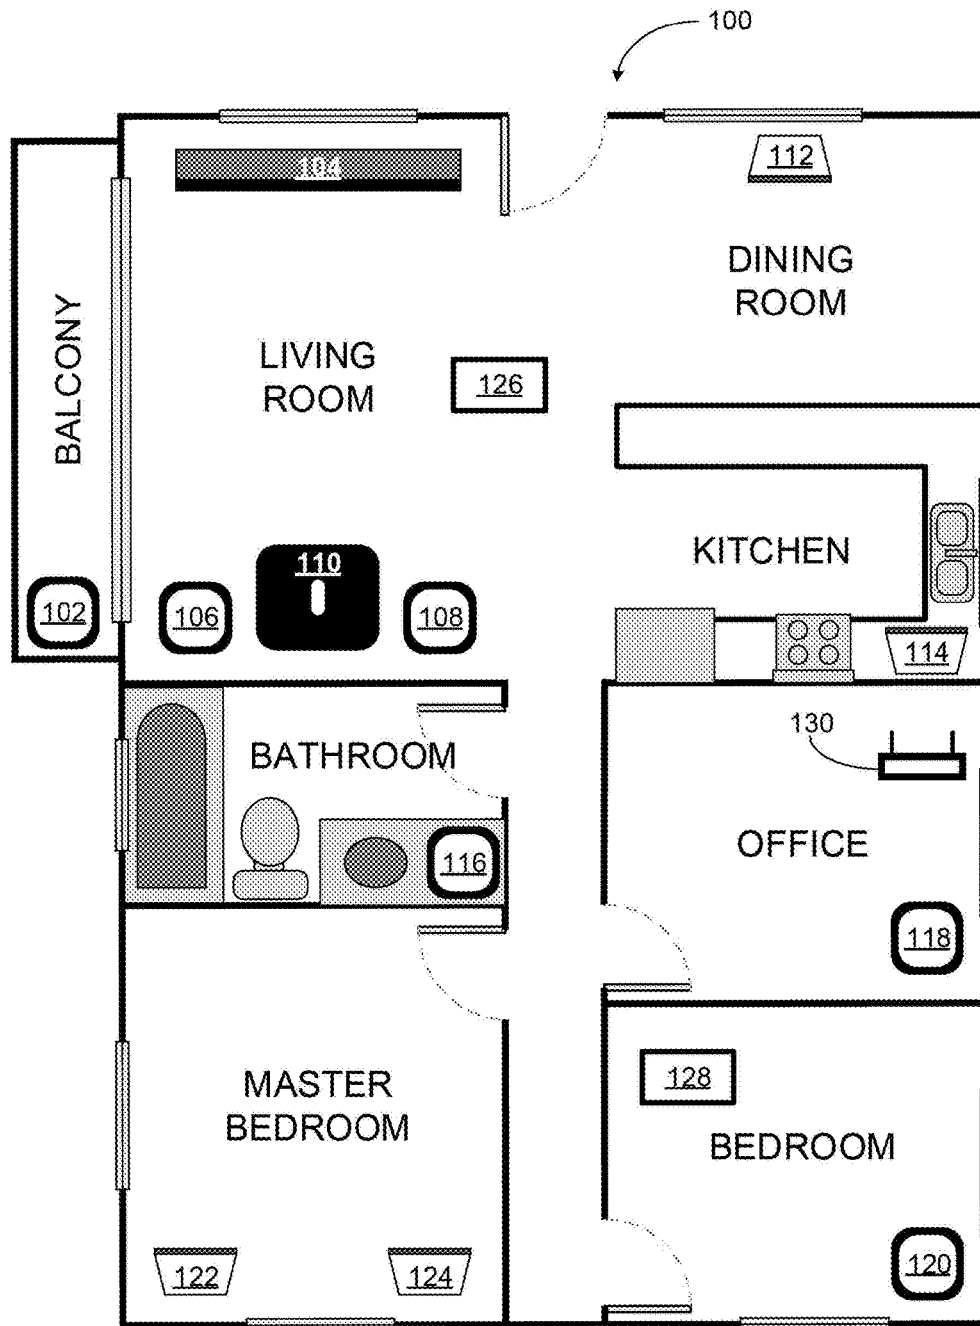 100
104
112
DINING
ROOM
BALCONY
LIVING
ROOM
126
KITCHEN
110
102
106
108
114
130
BATHROOM
OFFICE
116
118
128
MASTER
BEDROOM
BEDROOM
122
124
120